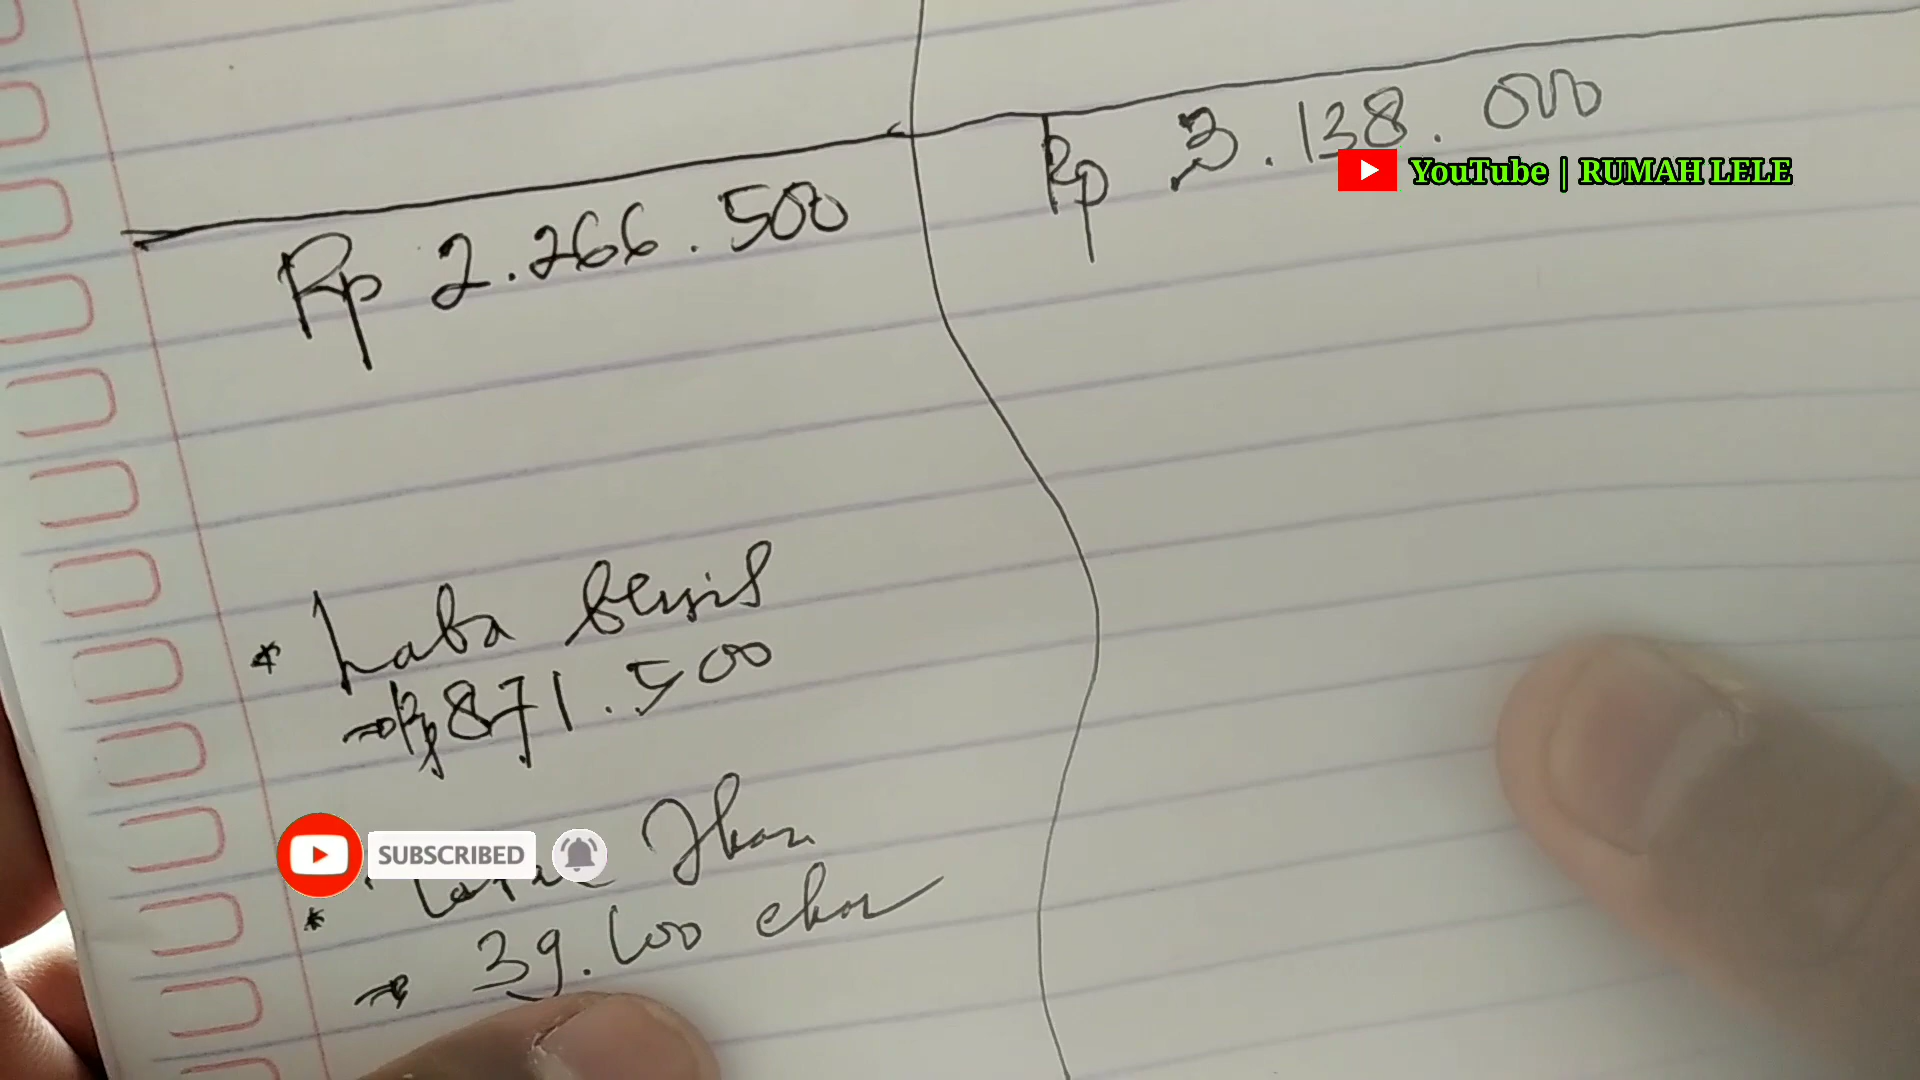 Rp 3.138.000
YouTube | RUMAH LELE
Rp 2.266.500
* Laba bersih
→ Rp 871.500
SUBSCRIBED
* Ikan
→ 39.100 ekor